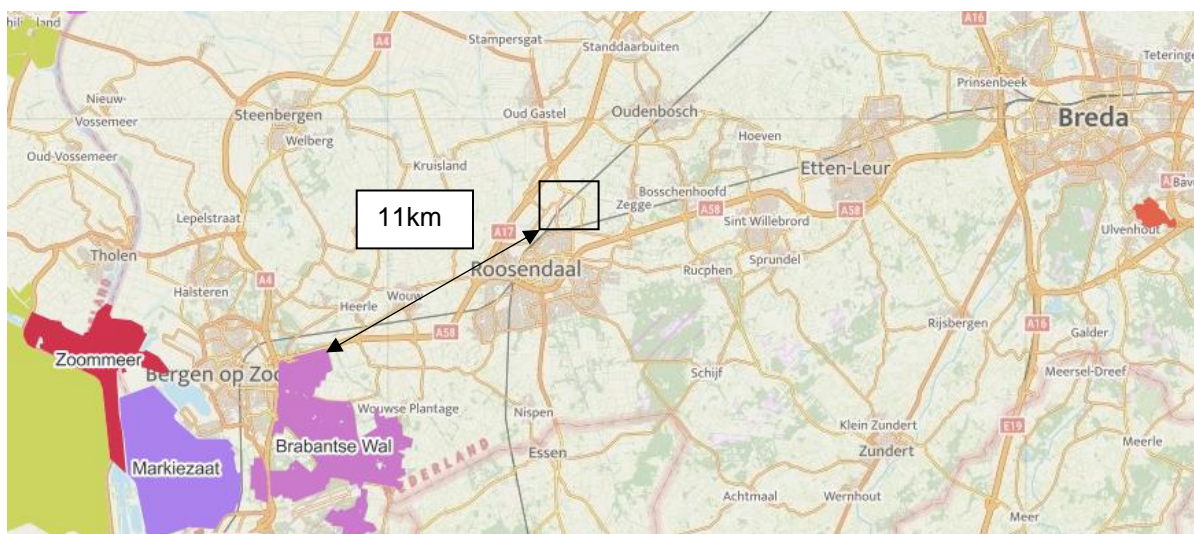 A16
Stampersgat
A4
Standdaarbuiten
Teteringe
Prinsenbeek
Nieuw-
Vossemeer
Steenbergen
Oud Gastel
Oudenbosch
Breda
Welberg
Hoeven
Oud-Vossemeer
Kruisland
Etten-Leur
Bosschenhoofd
Zegge
11km
A58
A58
Lepelstraat
Sint Willebrord
A17
Ulvenhout
Tholen
Roosendaal
Rucphen
Sprundel
A4
Halsteren
Heerle
Wouw
LAND
Rijsbergen
A16
A58
Galder
Zoommeer
Bergen op Zoo
Schijf
Meersel-Dreef
Wouwse Plantage
Nispen
Klein Zundert
E19
Brabantse Wal
EDERLAND
Essen
Zundert
Meerle
Markiezaat
Achtmaal
Wernhout
Meer